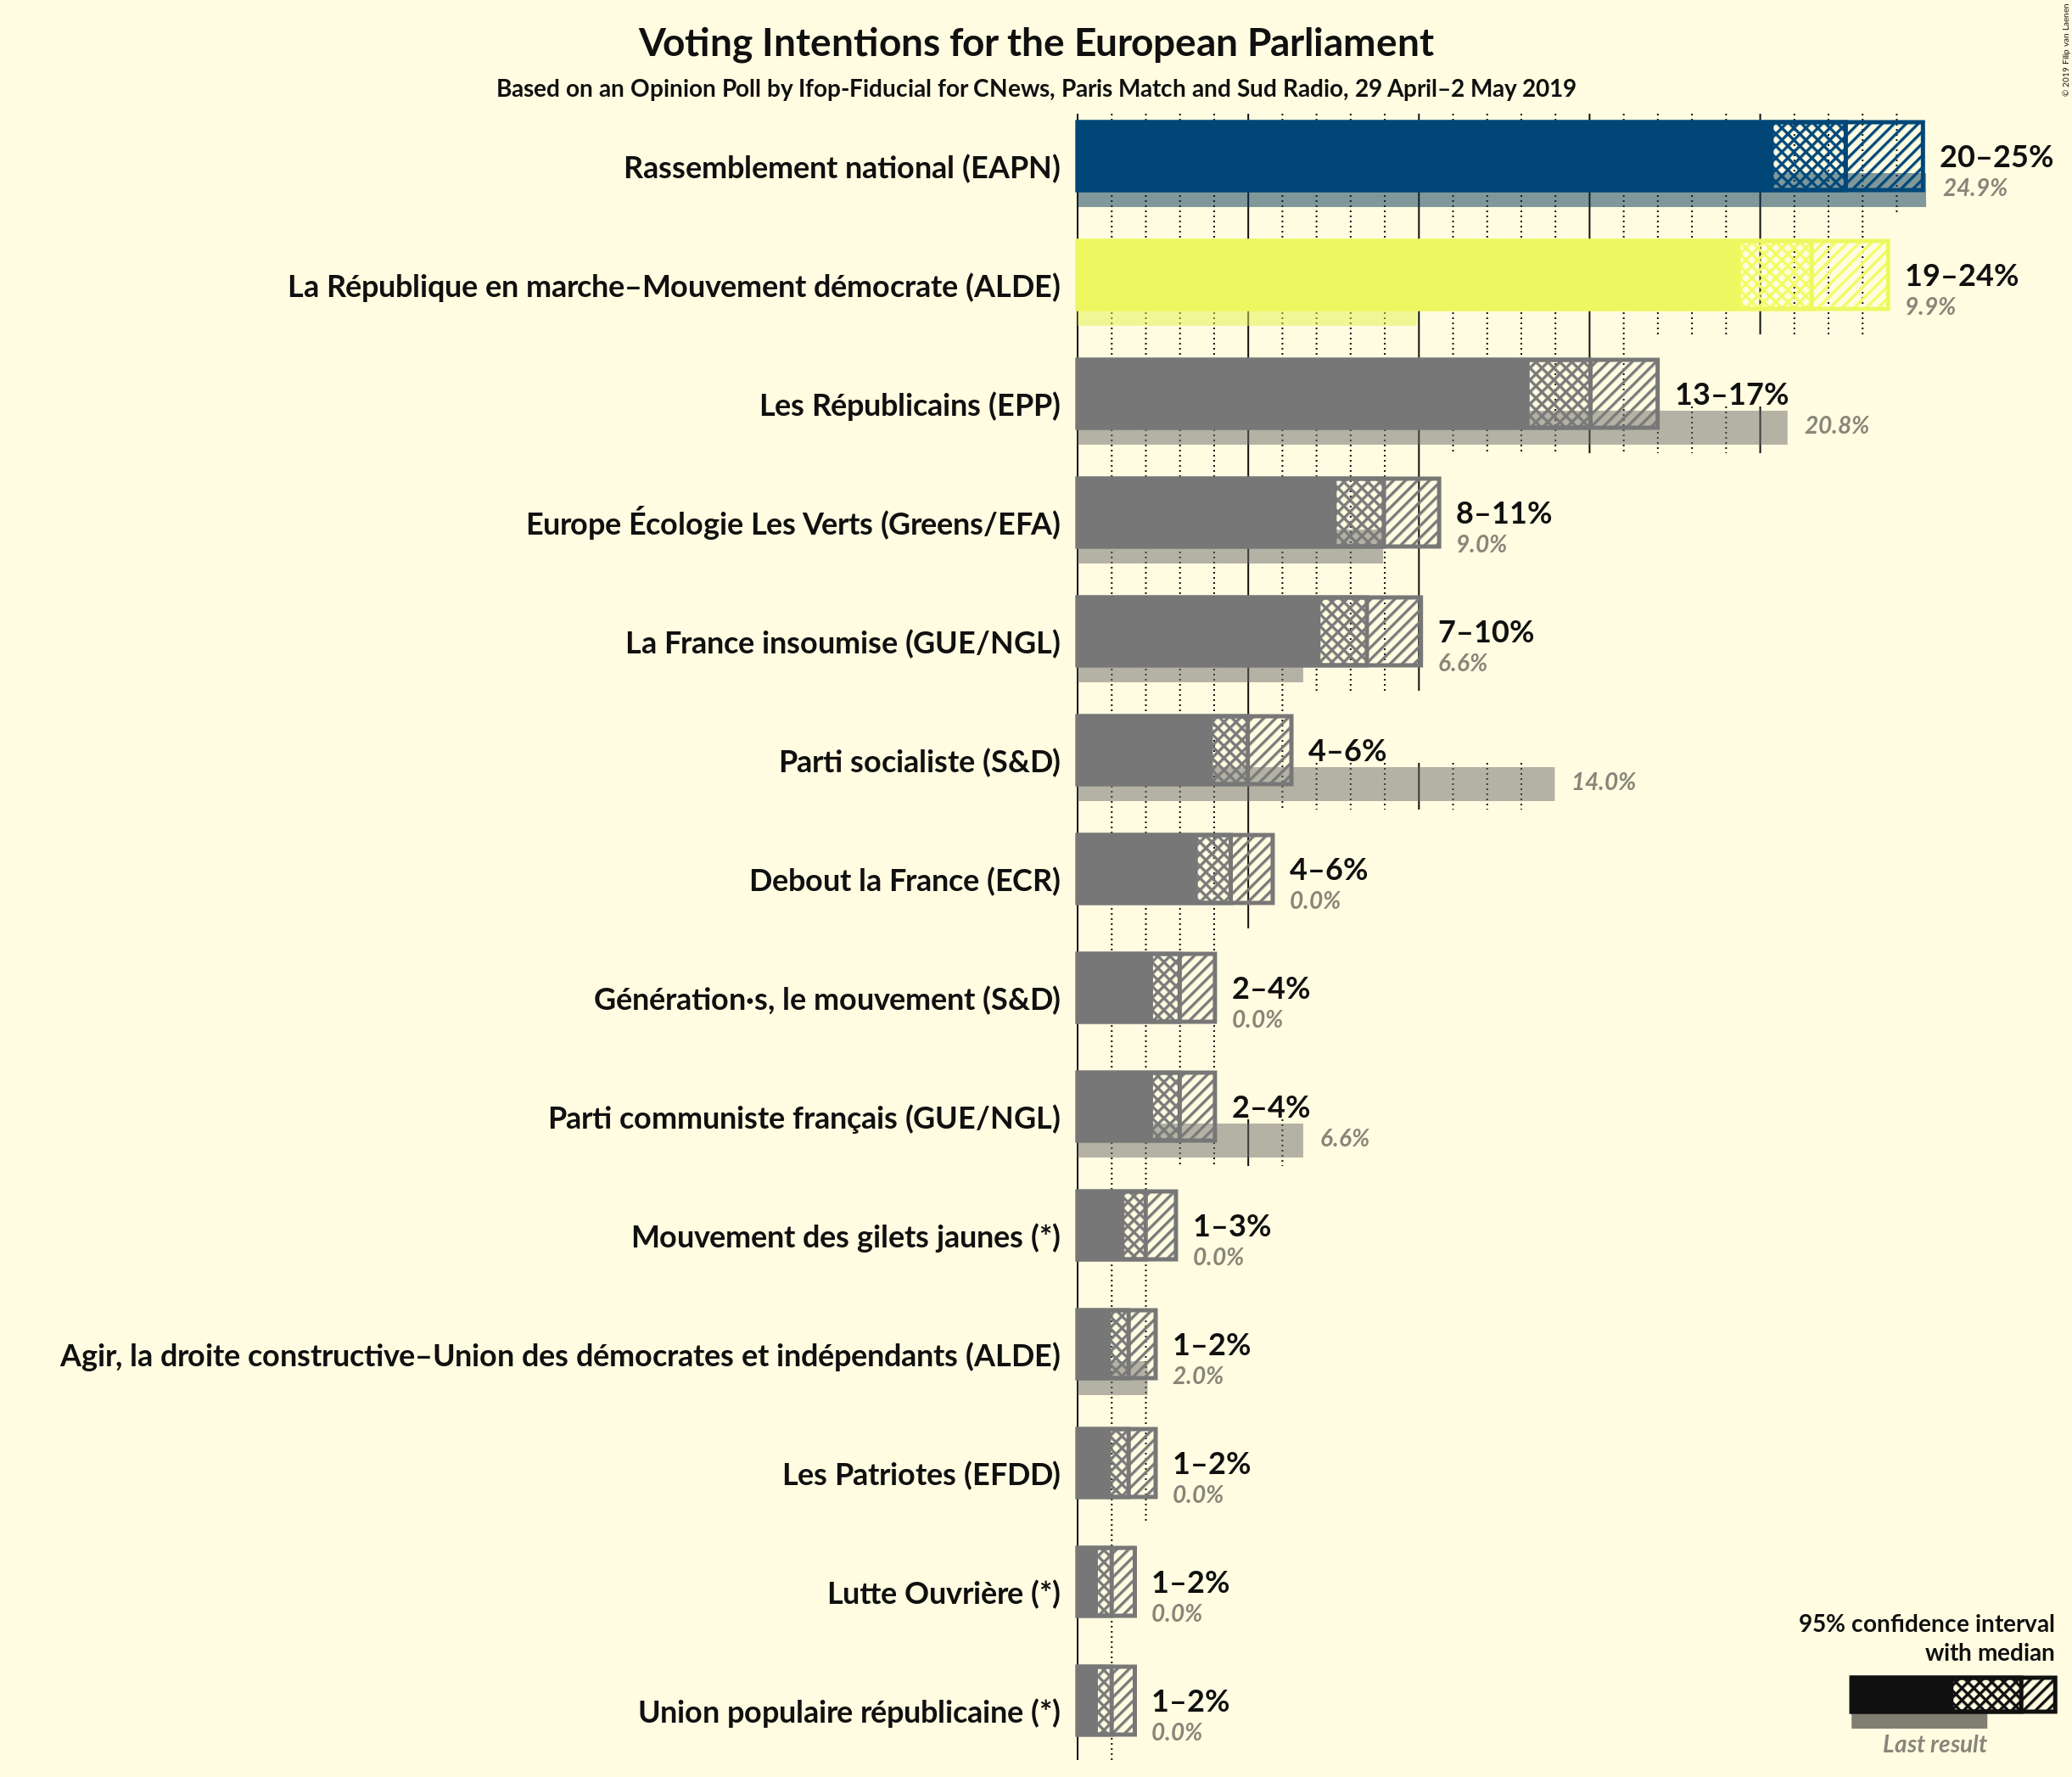 Voting Intentions for the European Parliament
Based on an Opinion Poll by Ifop-Fiducial for CNews, Paris Match and Sud Radio, 29 April–2 May 2019
© 2019 Filip van Laenen
Rassemblement national (EAPN)
20–25%
24.9%
La République en marche–Mouvement démocrate (ALDE)
19–24%
9.9%
Les Républicains (EPP)
13–17%
20.8%
Europe Écologie Les Verts (Greens/EFA)
8–11%
9.0%
La France insoumise (GUE/NGL)
7–10%
6.6%
Parti socialiste (S&D)
4–6%
14.0%
Debout la France (ECR)
4–6%
0.0%
Génération·s, le mouvement (S&D)
2–4%
0.0%
Parti communiste français (GUE/NGL)
2–4%
6.6%
Mouvement des gilets jaunes (*)
1–3%
0.0%
Agir, la droite constructive–Union des démocrates et indépendants (ALDE)
1–2%
2.0%
Les Patriotes (EFDD)
1–2%
0.0%
Lutte Ouvrière (*)
1–2%
0.0%
Union populaire républicaine (*)
1–2%
0.0%
95% confidence interval
with median
Last result